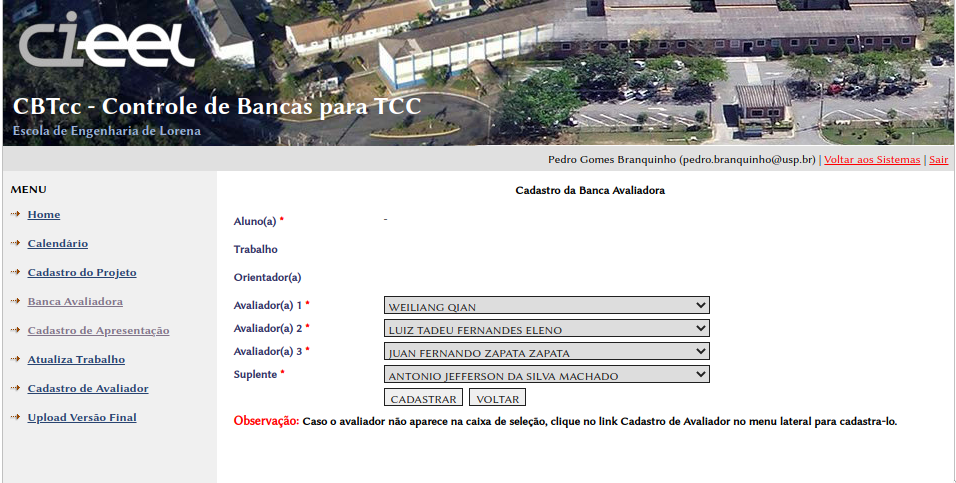 ci-eel
CBTcc - Controle de Bancas para TCC
Escola de Engenharia de Lorena
Pedro Gomes Branquinho (pedro.branquinho@usp.br) | Voltar aos Sistemas | Sair
MENU
Home
Calendário
Cadastro do Projeto
Banca Avaliadora
Cadastro de Apresentação
Atualiza Trabalho
Cadastro de Avaliador
Upload Versão Final
Cadastro da Banca Avaliadora
Aluno(a) * -
Trabalho
Orientador(a)
Avaliador(a) 1 * WEILIANG QIAN
Avaliador(a) 2 * LUIZ TADEU FERNANDES ELENO
Avaliador(a) 3 * JUAN FERNANDO ZAPATA ZAPATA
Suplente * ANTONIO JEFFERSON DA SILVA MACHADO
CADASTRAR VOLTAR
Observação: Caso o avaliador não aparece na caixa de seleção, clique no link Cadastro de Avaliador no menu lateral para cadastra-lo.